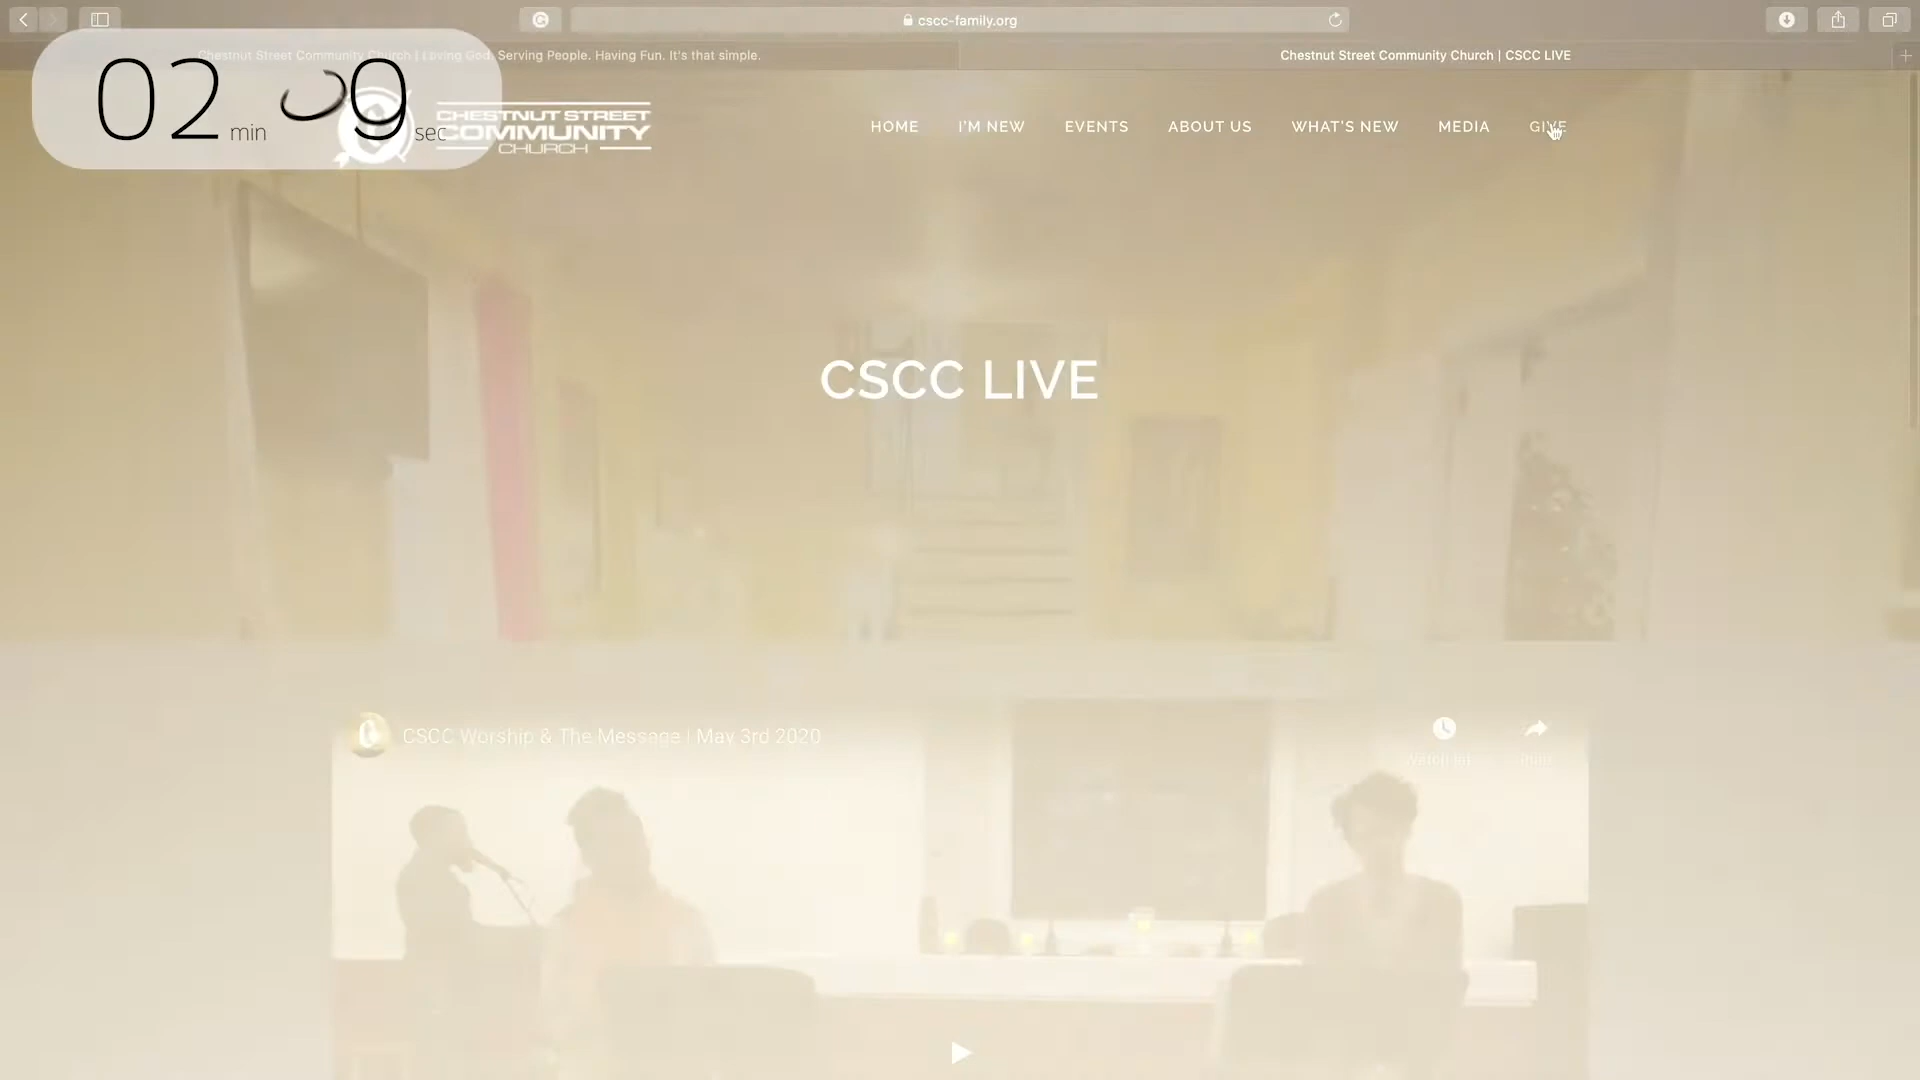 cscc-family.org
Chestnut Street Community Church | Loving God. Serving People. Having Fun. It's that simple.
Chestnut Street Community Church | CSCC LIVE
02 min 9 sec
CHESTNUT STREET
COMMUNITY
CHURCH
HOME
I'M NEW
EVENTS
ABOUT US
WHAT'S NEW
MEDIA
GIVE
CSCC LIVE
CSCC Worship & The Message | May 3rd 2020